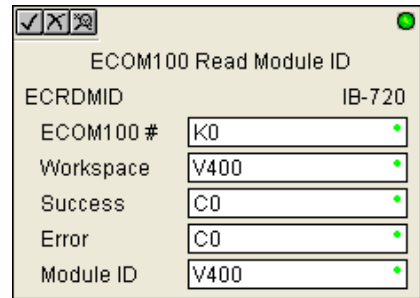 ECOM100 Read Module ID
ECRDMID IB-720
ECOM100 # K0
Workspace V400
Success C0
Error C0
Module ID V400